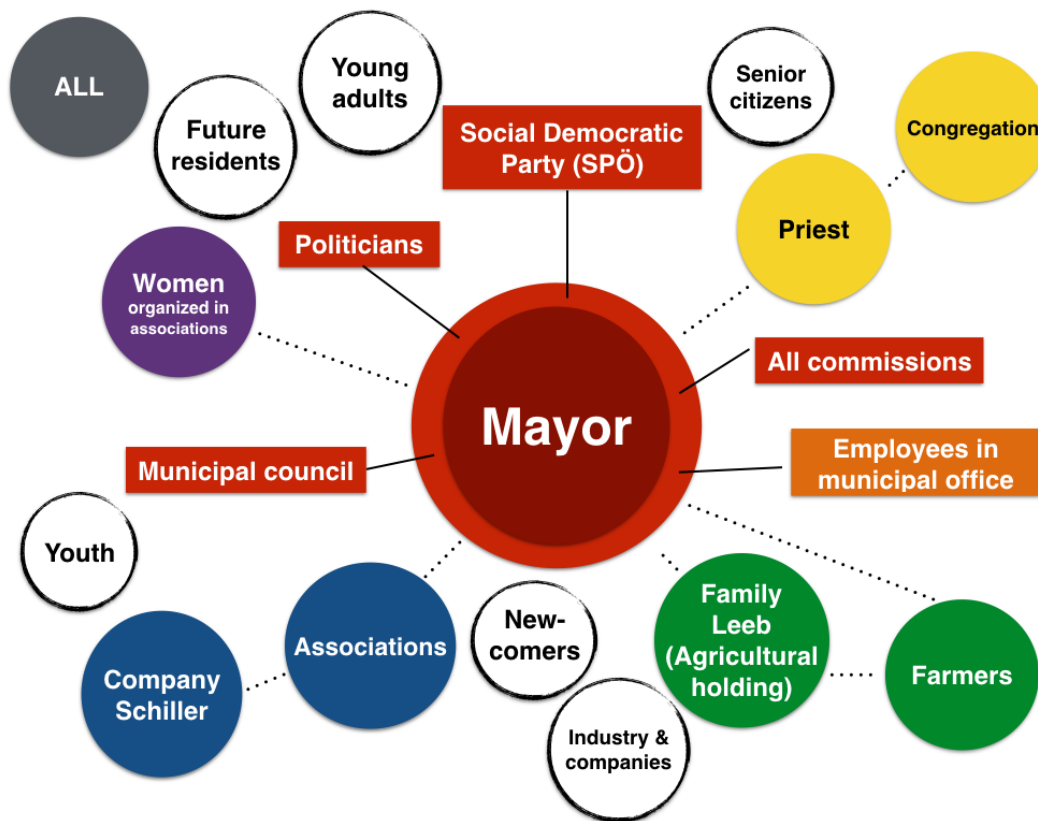 ALL
Future
residents
Young
adults
Social Democratic
Party (SPÖ)
Senior
citizens
Congregation
Priest
Politicians
Women
organized in
associations
All commissions
Mayor
Municipal council
Employees in
municipal office
Youth
Company
Schiller
Associations
New-
comers
Industry &
companies
Family
Leeb
(Agricultural
holding)
Farmers